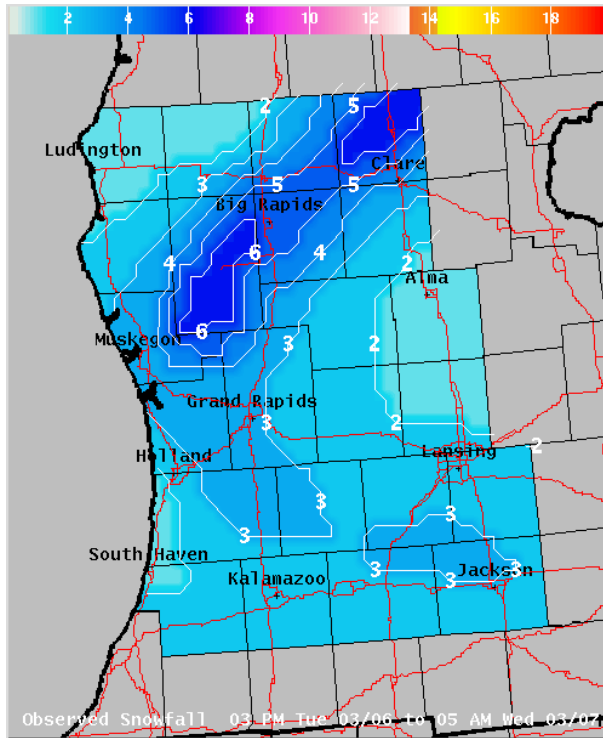 2 4 6 8 10 12 14 16 18
2 5
Ludington
Clare
3 5 5
Big Rapids
4 6 4 2
Alma
6
Muskegon
3 2
Grand Rapids
3 2
Holland
Lansing
2
3
3 3
South Haven
Kalamazoo
Jackson
3 3 3
Observed Snowfall 03 PM Tue 03/06 to 05 AM Wed 03/07